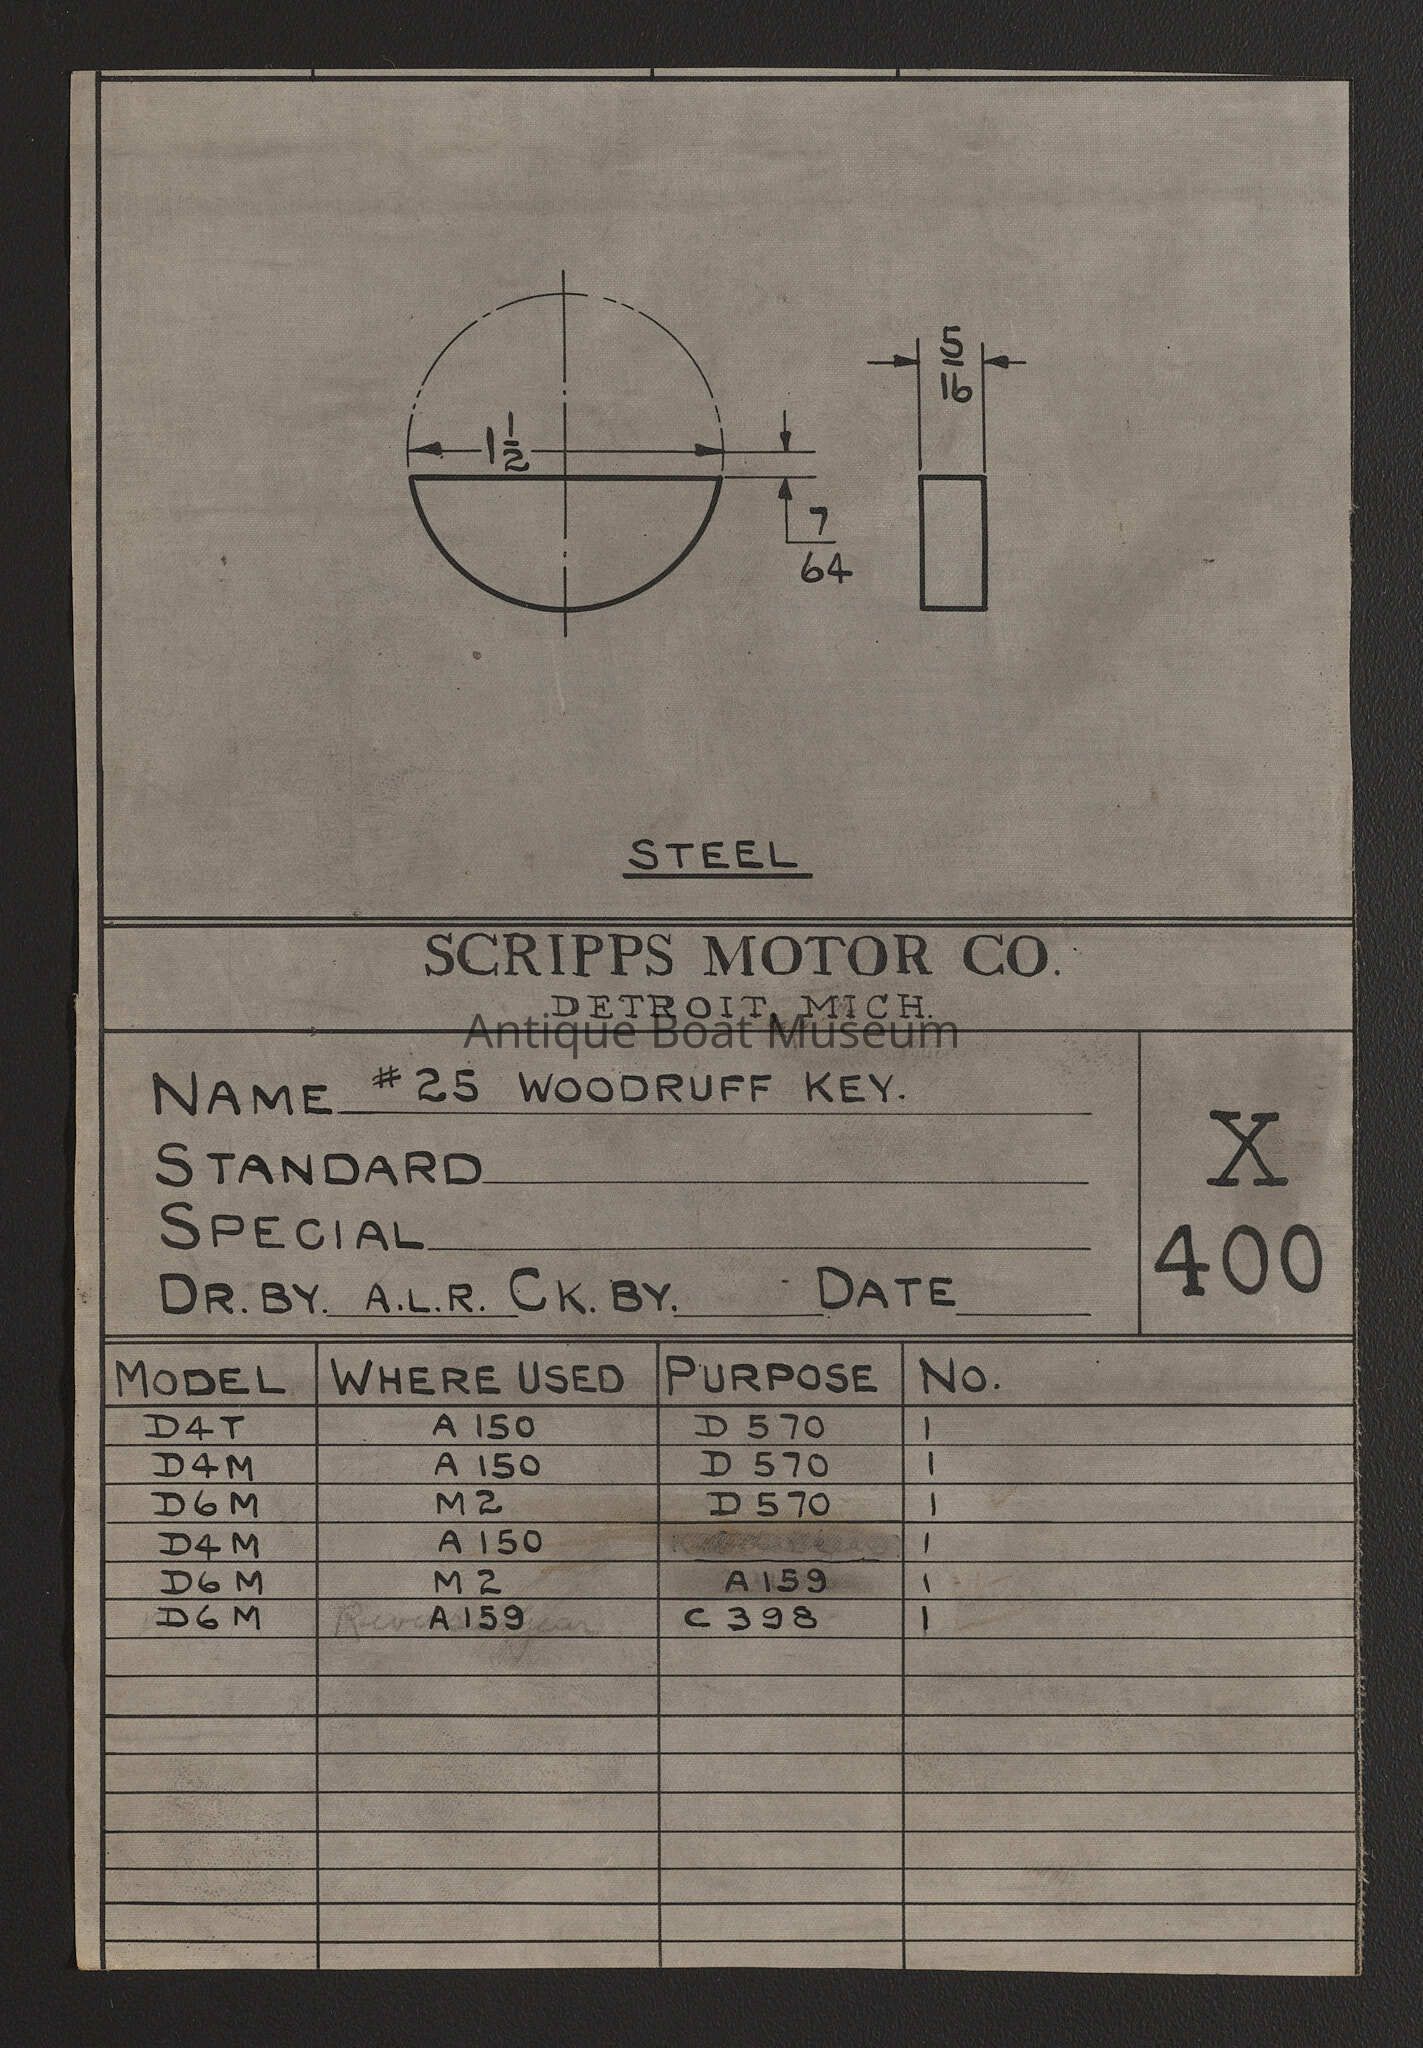 1 1/2
5/16
7/64
STEEL
SCRIPPS MOTOR CO.
DETROIT, MICH.
Antique Boat Museum
NAME #25 WOODRUFF KEY.
STANDARD
SPECIAL
DR. BY. A.L.R. CK. BY. DATE
X
400
MODEL WHERE USED PURPOSE NO.
D4T A 150 D 570 1
D4M A 150 D 570 1
D6M M2 D 570 1
D4M A 150 1
D6M M2 A 159 1
D6M A159 C 398 1